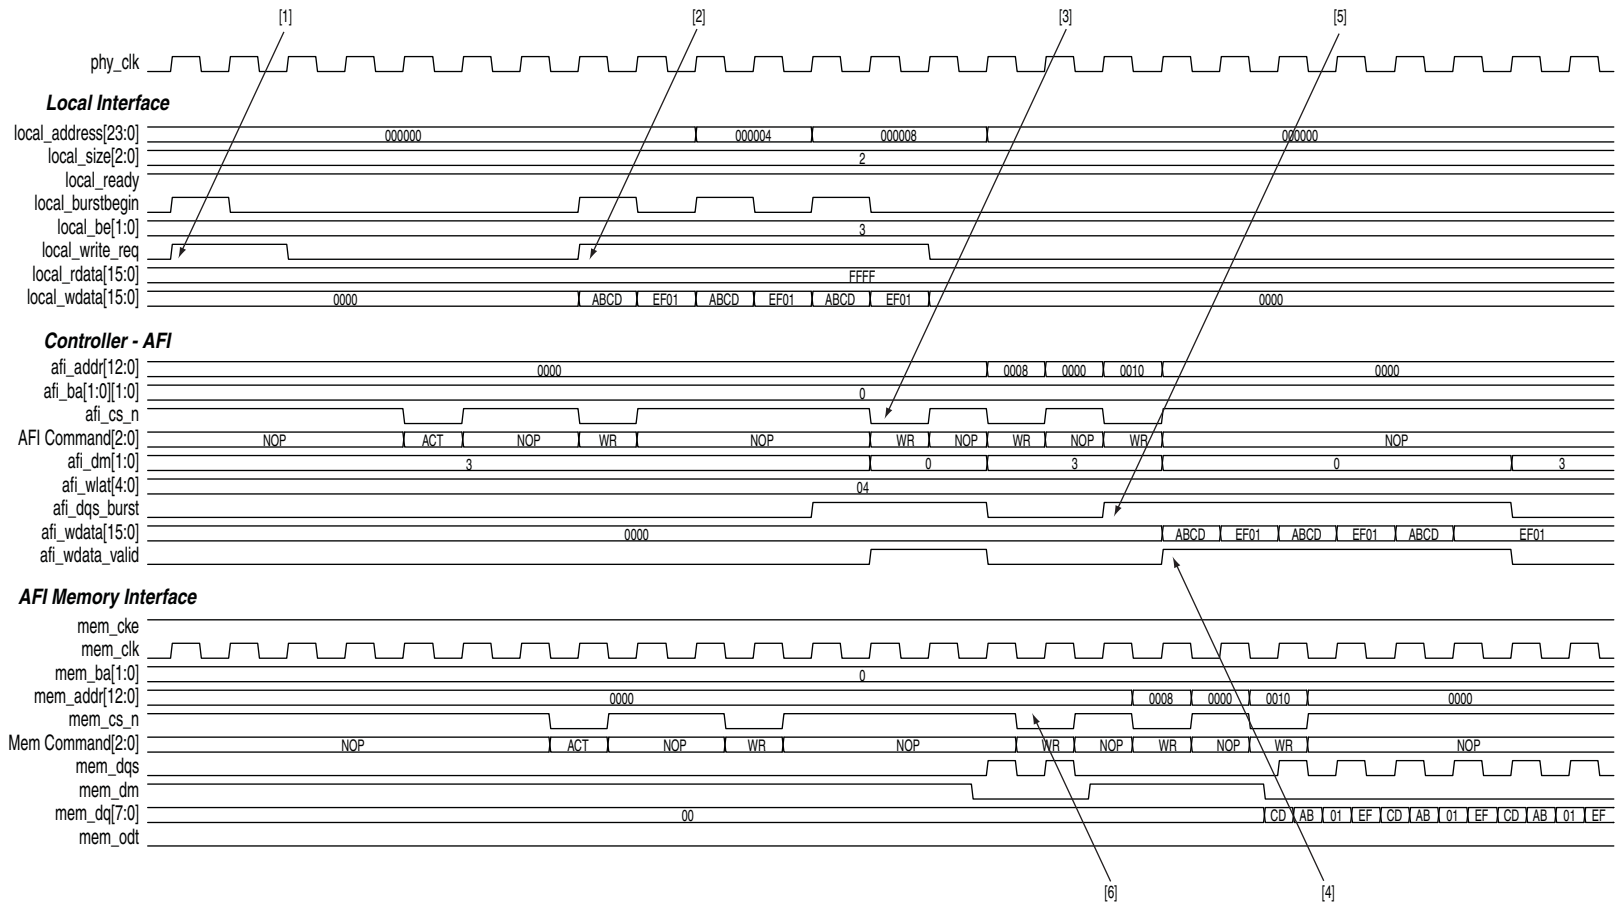 [1] [2] [3] [5]
phy_clk
Local Interface
local_address[23:0] 000000 000004 000008 000000
local_size[2:0] 2
local_ready
local_burstbegin
local_be[1:0] 3
local_write_req
local_rdata[15:0] FFFF
local_wdata[15:0] 0000 ABCD EF01 ABCD EF01 ABCD EF01 0000
Controller - AFI
afi_addr[12:0] 0000 0008 0000 0010 0000
afi_ba[1:0][1:0] 0
afi_cs_n
AFI Command[2:0] NOP ACT NOP WR NOP WR NOP WR NOP WR NOP
afi_dm[1:0] 3 0 3 0 3
afi_wlat[4:0] 04
afi_dqs_burst
afi_wdata[15:0] 0000 ABCD EF01 ABCD EF01 ABCD EF01
afi_wdata_valid
AFI Memory Interface
mem_cke
mem_clk
mem_ba[1:0] 0
mem_addr[12:0] 0000 0008 0000 0010 0000
mem_cs_n
Mem Command[2:0] NOP ACT NOP WR NOP WR NOP WR NOP WR NOP
mem_dqs
mem_dm
mem_dq[7:0] 00 CD AB 01 EF CD AB 01 EF CD AB 01 EF
mem_odt
[6] [4]